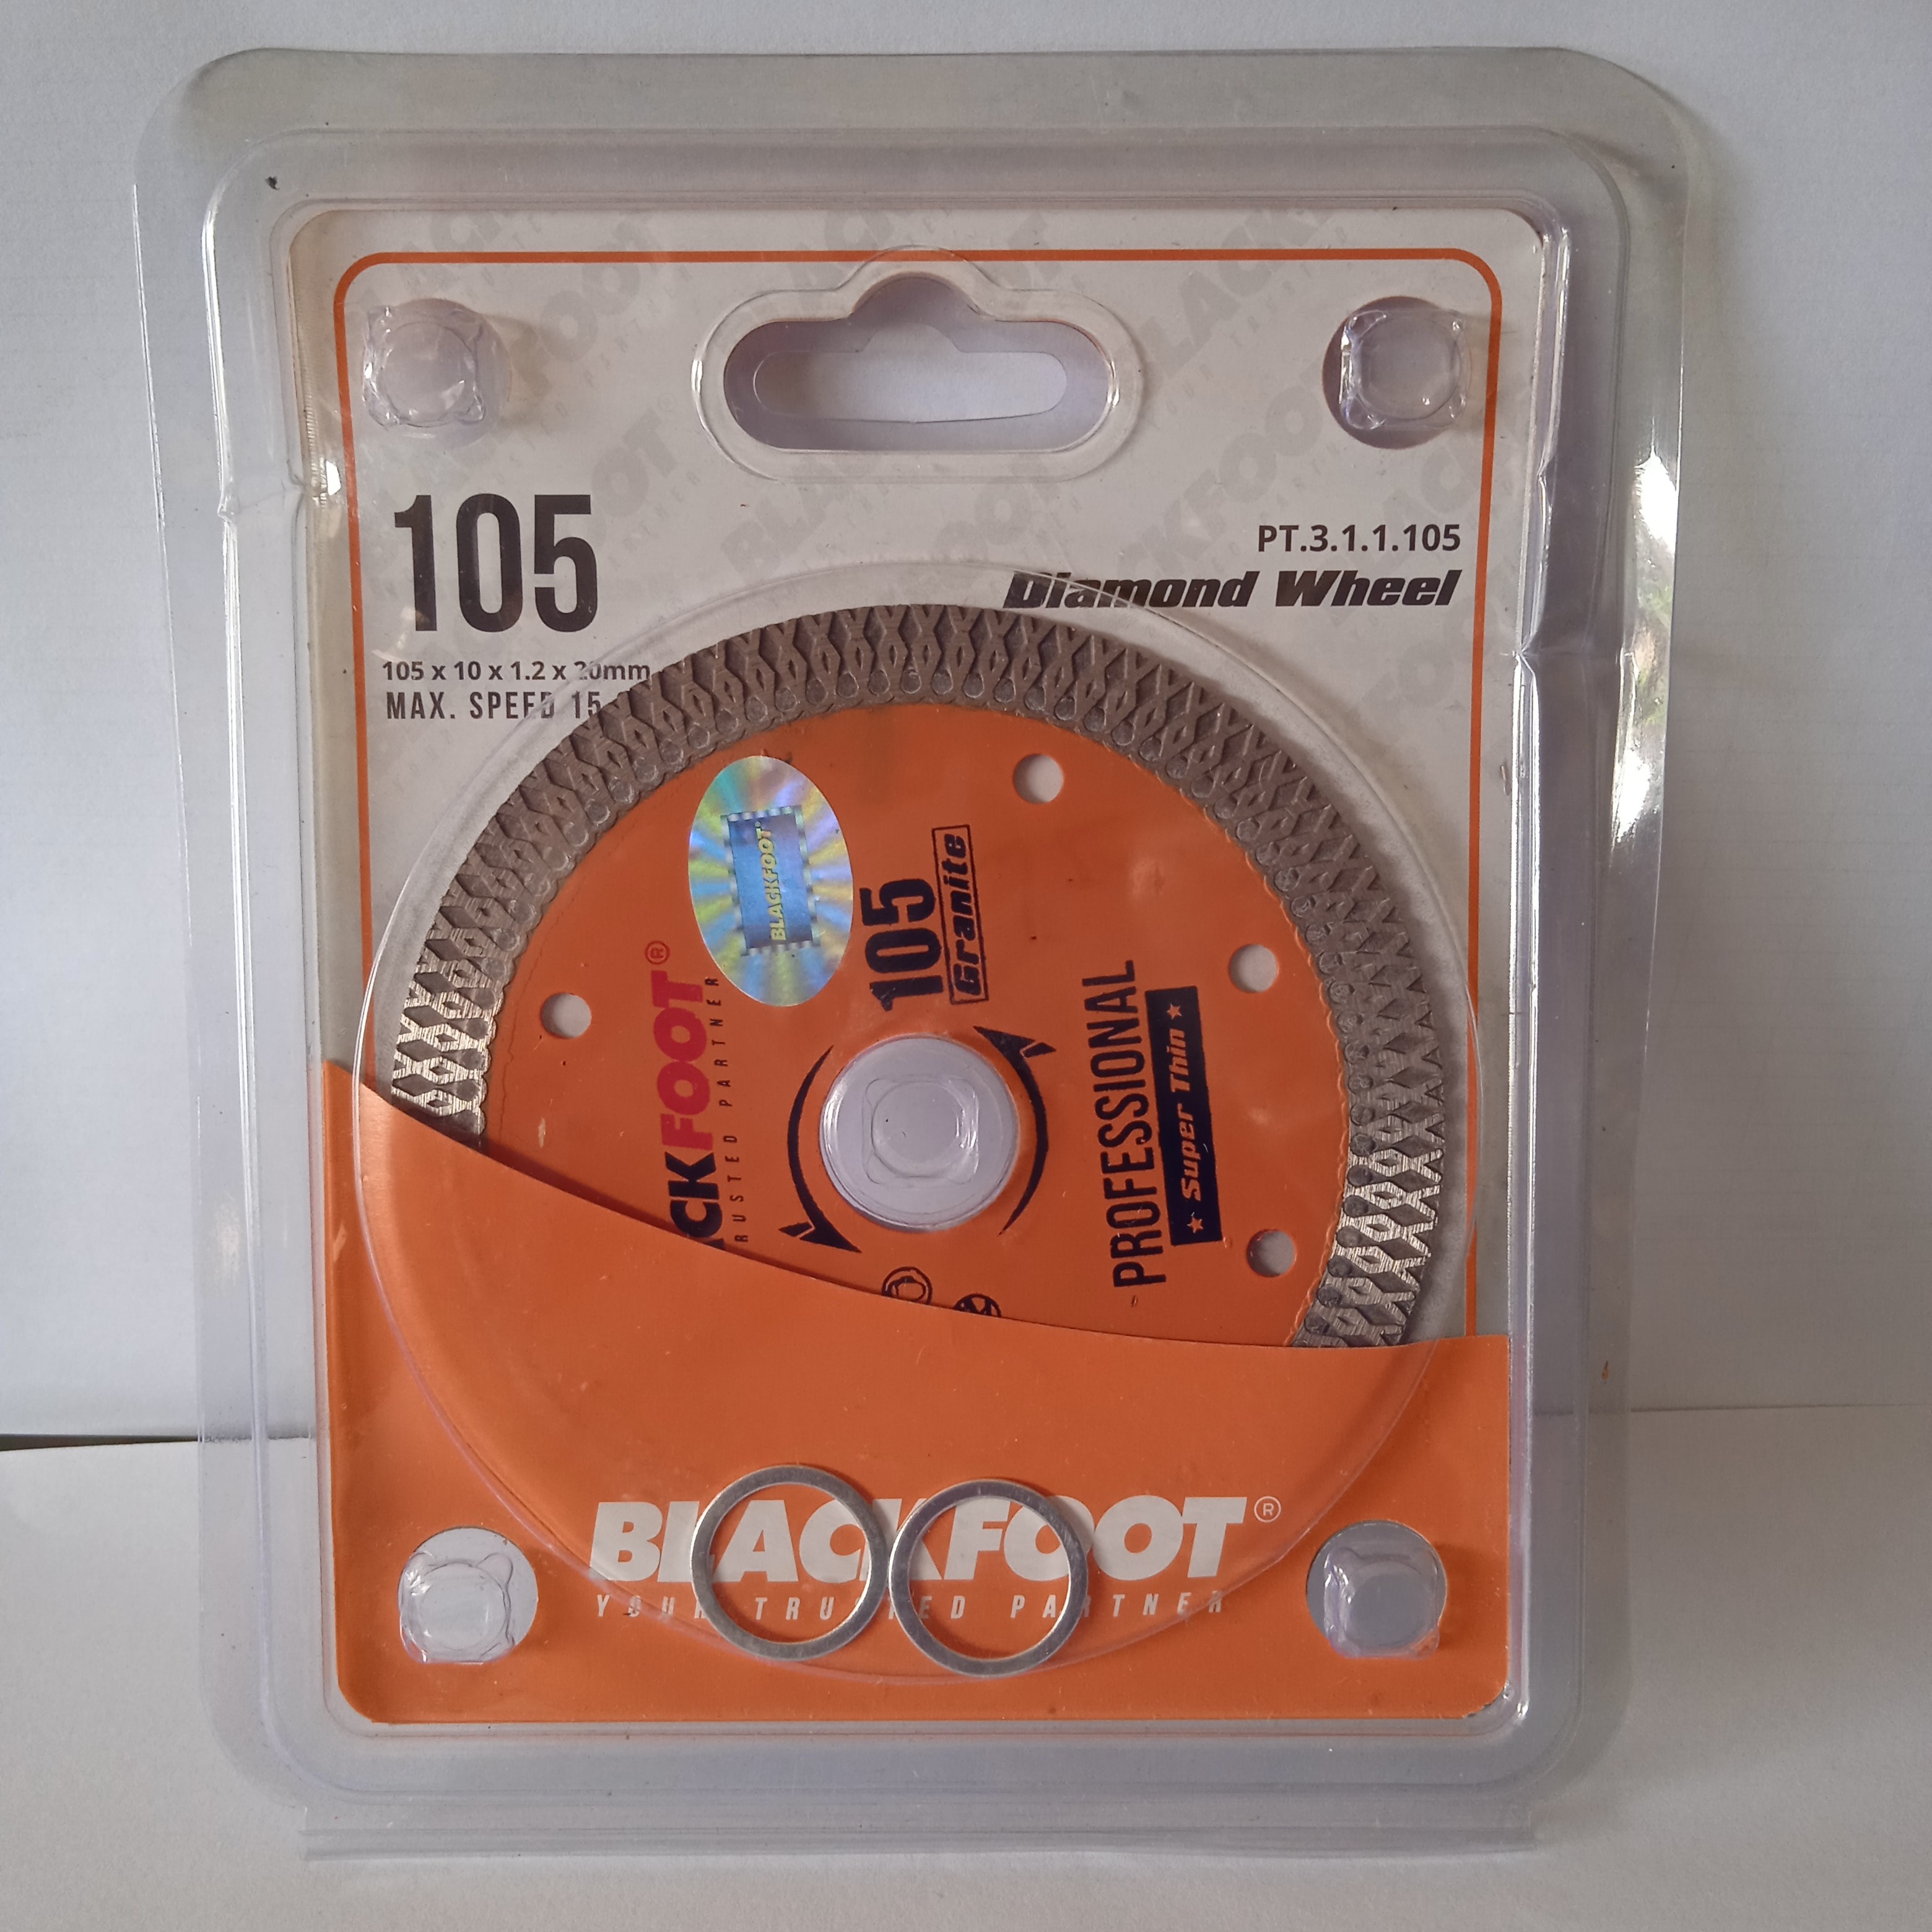 105
PT.3.1.1.105
Diamond Wheel
105 x 10 x 1.2 x 20mm
MAX. SPEED 15
BLACKFOOT
105
Granite
CKFOOT®
RUSTED PARTNER
PROFESSIONAL
★ Super Thin ★
BLACKFOOT®
YOUR TRUSTED PARTNER